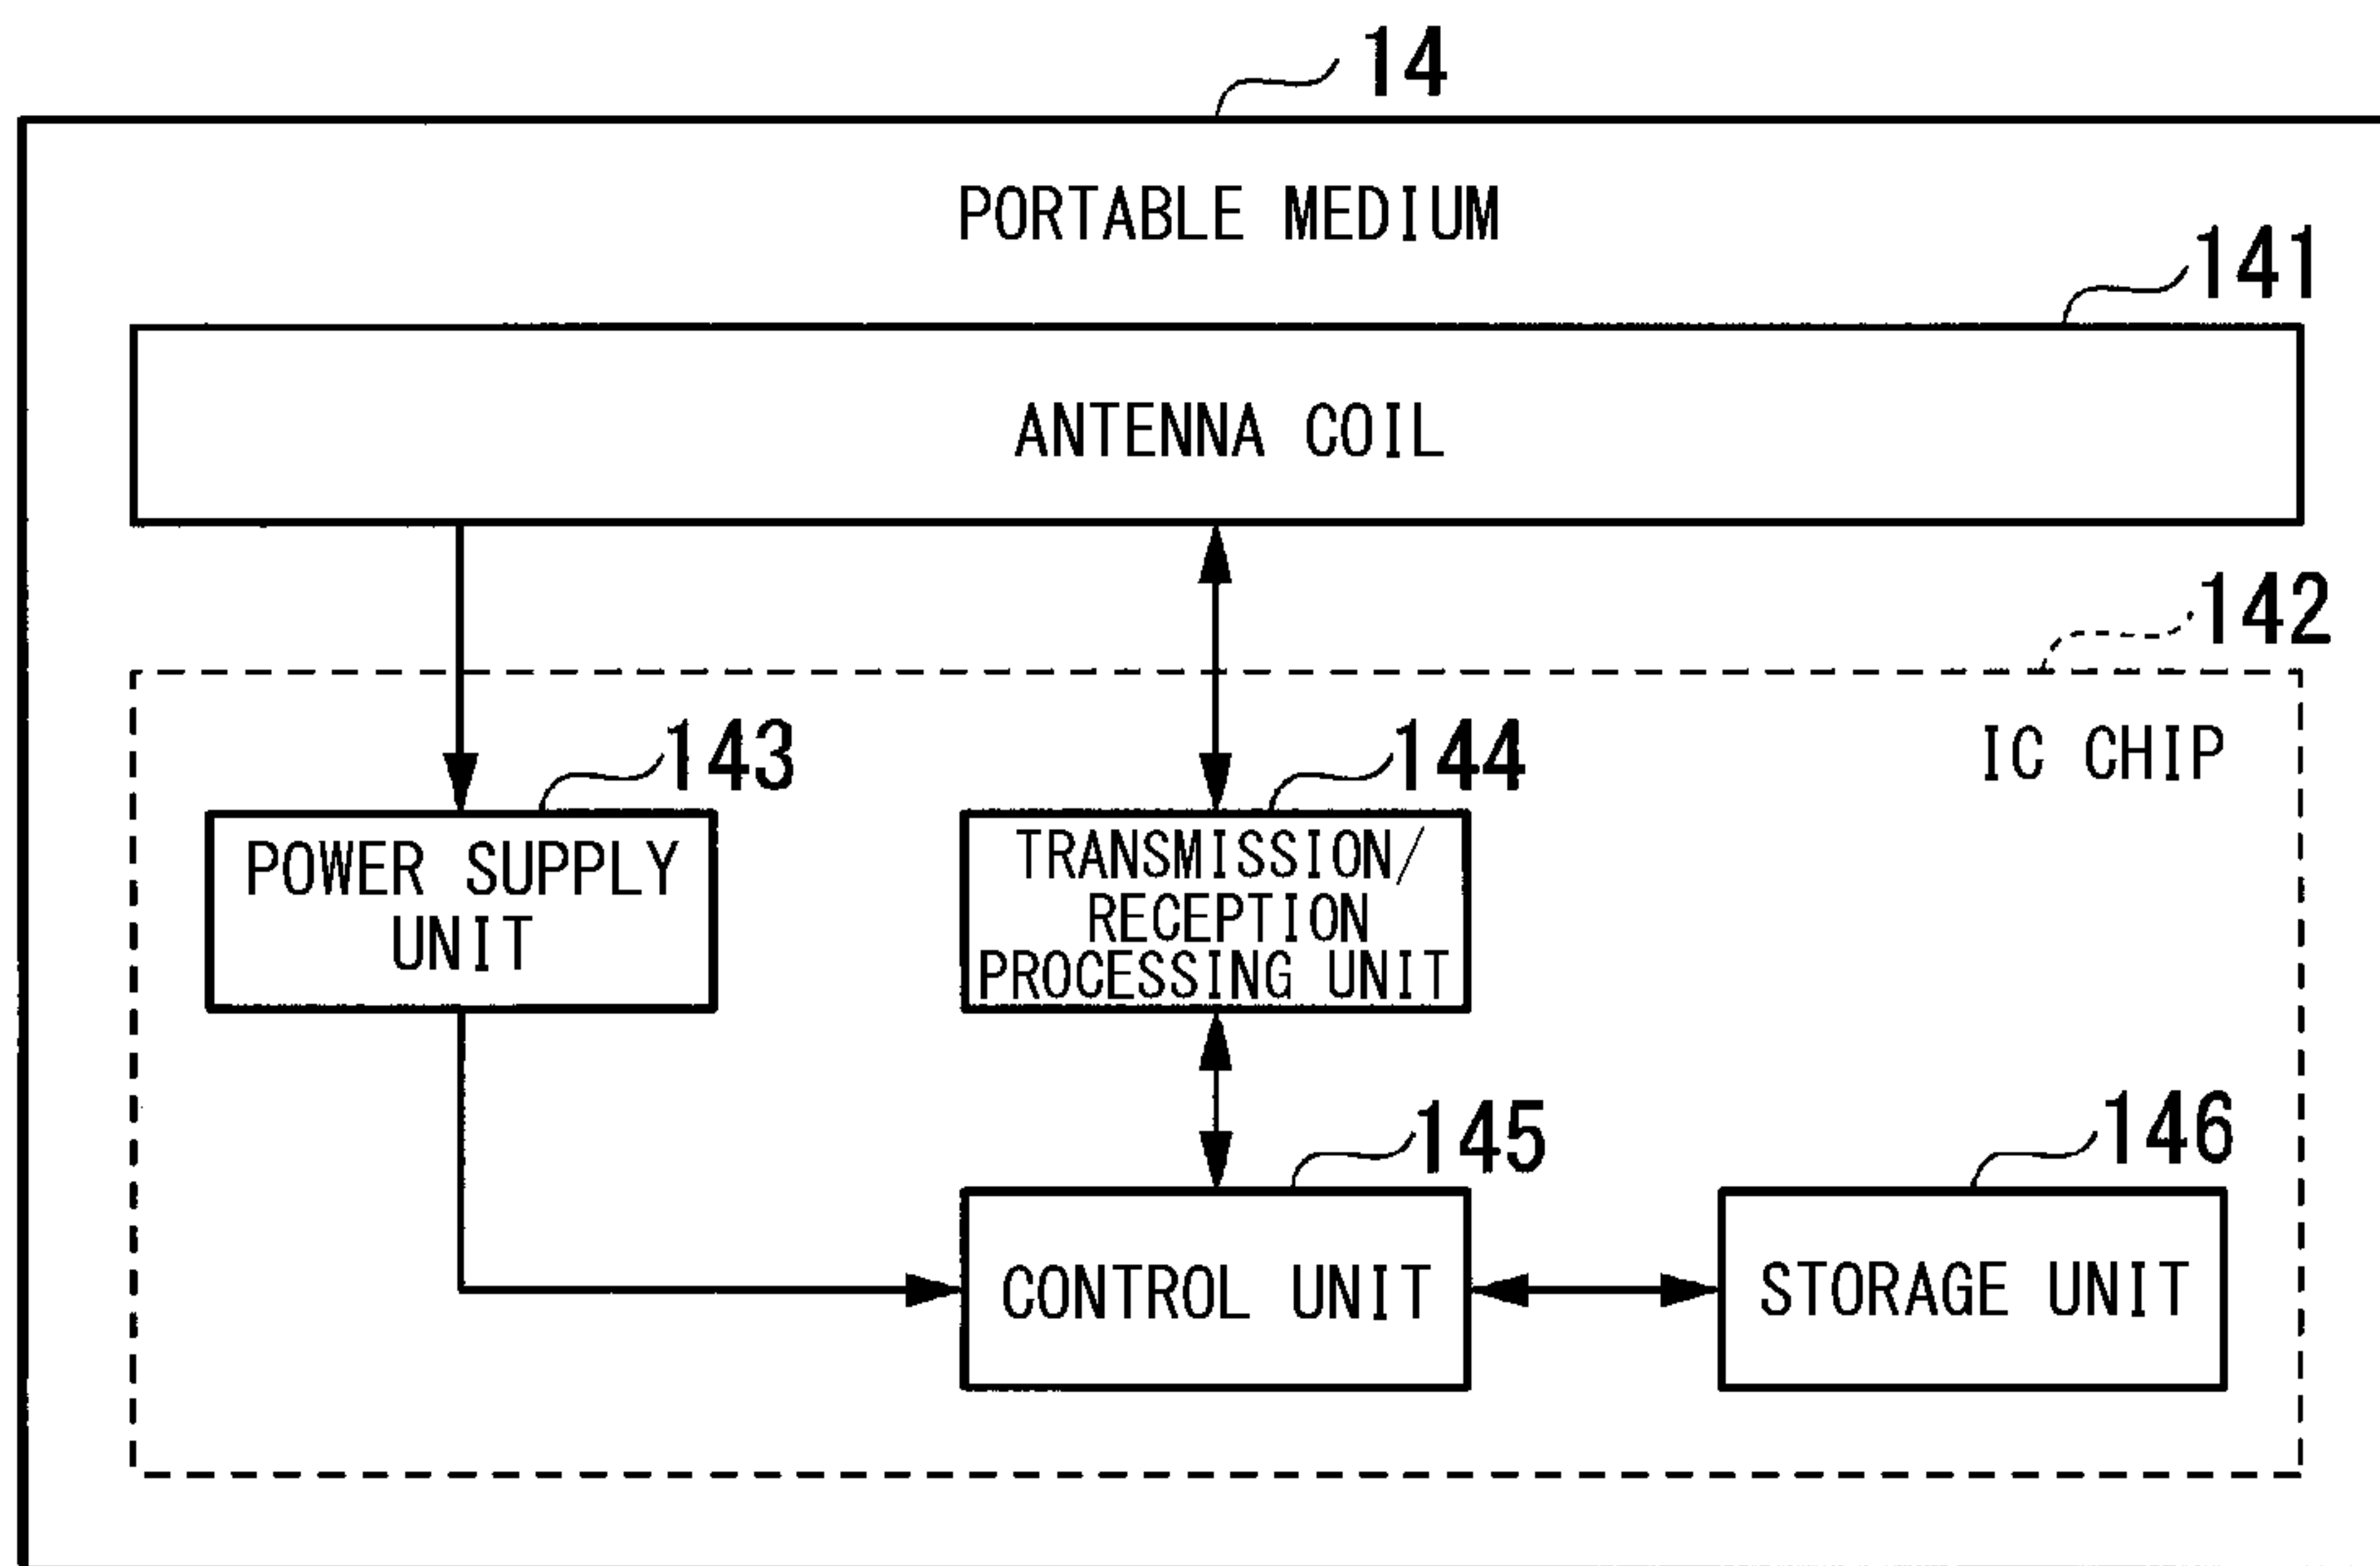 14
PORTABLE MEDIUM
141
ANTENNA COIL
142
IC CHIP
143
POWER SUPPLY
UNIT
144
TRANSMISSION/
RECEPTION
PROCESSING UNIT
145
CONTROL UNIT
146
STORAGE UNIT